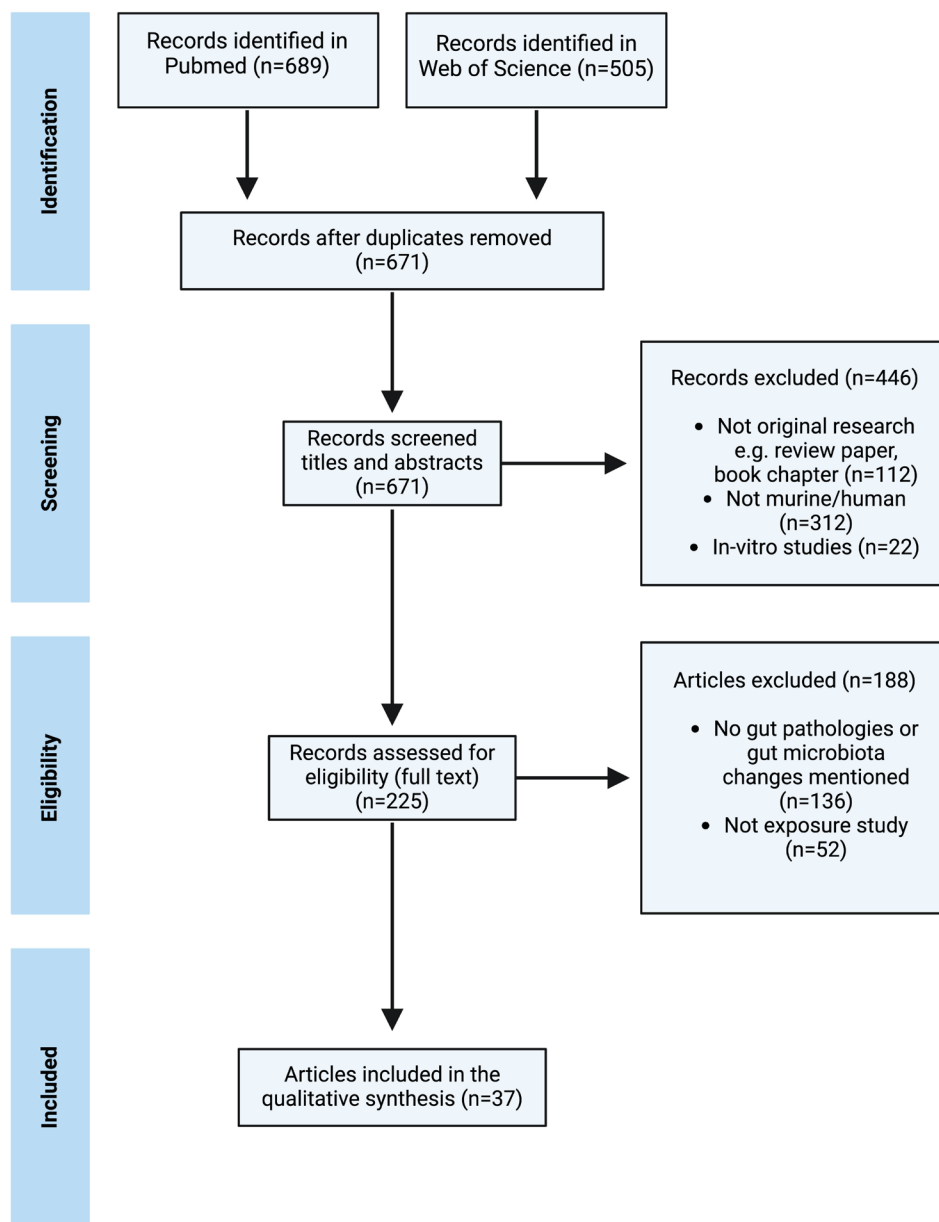 Identification
Records identified in
Pubmed (n=689)
Records identified in
Web of Science (n=505)
Records after duplicates removed
(n=671)
Screening
Records screened
titles and abstracts
(n=671)
Records excluded (n=446)
• Not original research
e.g. review paper,
book chapter (n=112)
• Not murine/human
(n=312)
• In-vitro studies (n=22)
Eligibility
Records assessed for
eligibility (full text)
(n=225)
Articles excluded (n=188)
• No gut pathologies or
gut microbiota
changes mentioned
(n=136)
• Not exposure study
(n=52)
Included
Articles included in the
qualitative synthesis (n=37)